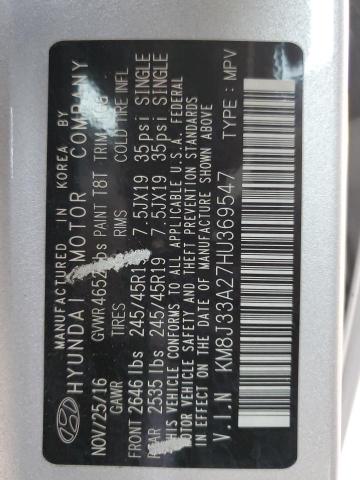 MANUFACTURED IN KOREA BY
HYUNDAI MOTOR COMPANY
NOV/25/16 GVWR4652lbs PAINT T8T TRIM
GAWR TIRES RIMS COLD TIRE INFL
FRONT 2646 lbs 245/45R19 7.5JX19 35psi SINGLE
REAR 2535 lbs 245/45R19 7.5JX19 35psi SINGLE
THIS VEHICLE CONFORMS TO ALL APPLICABLE U.S.A. FEDERAL
MOTOR VEHICLE SAFETY AND THEFT PREVENTION STANDARDS
IN EFFECT ON THE DATE OF MANUFACTURE SHOWN ABOVE
V.I.N KM8J33A27HU369547 TYPE: MPV